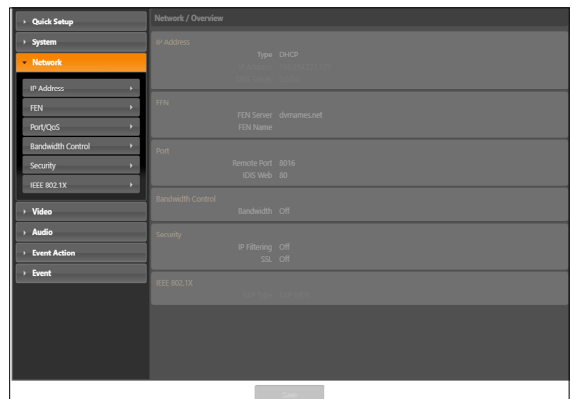 Quick Setup
System
Network
IP Address
FEN
Port/QoS
Bandwidth Control
Security
IEEE 802.1X
Video
Audio
Event Action
Event
Network / Overview
IP Address
Type DHCP
FEN
FEN Server dvrnames.net
FEN Name
Port
Remote Port 8016
IDIS Web 80
Bandwidth Control
Bandwidth Off
Security
IP Filtering Off
SSL Off
IEEE 802.1X
Save